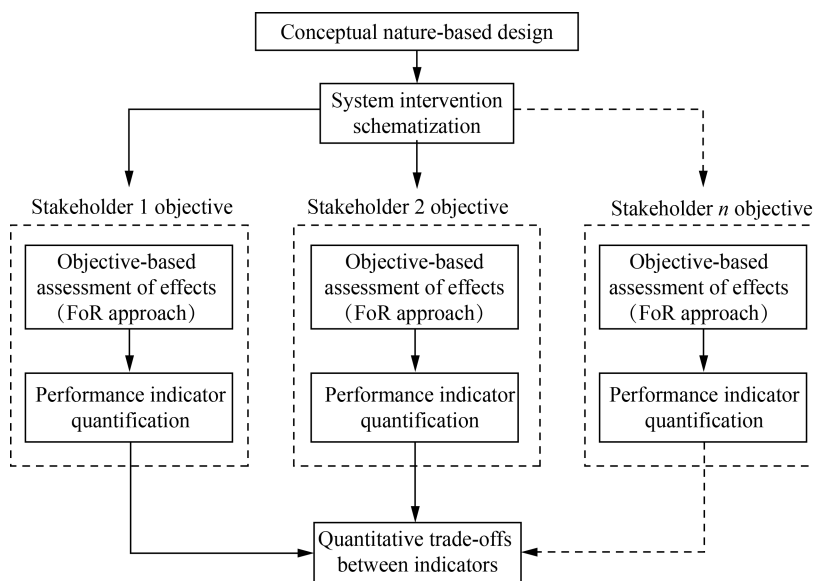 Conceptual nature-based design
System intervention
schematization
Stakeholder 1 objective
Stakeholder 2 objective
Stakeholder n objective
Objective-based
assessment of effects
(FoR approach)
Objective-based
assessment of effects
(FoR approach)
Objective-based
assessment of effects
(FoR approach)
Performance indicator
quantification
Performance indicator
quantification
Performance indicator
quantification
Quantitative trade-offs
between indicators